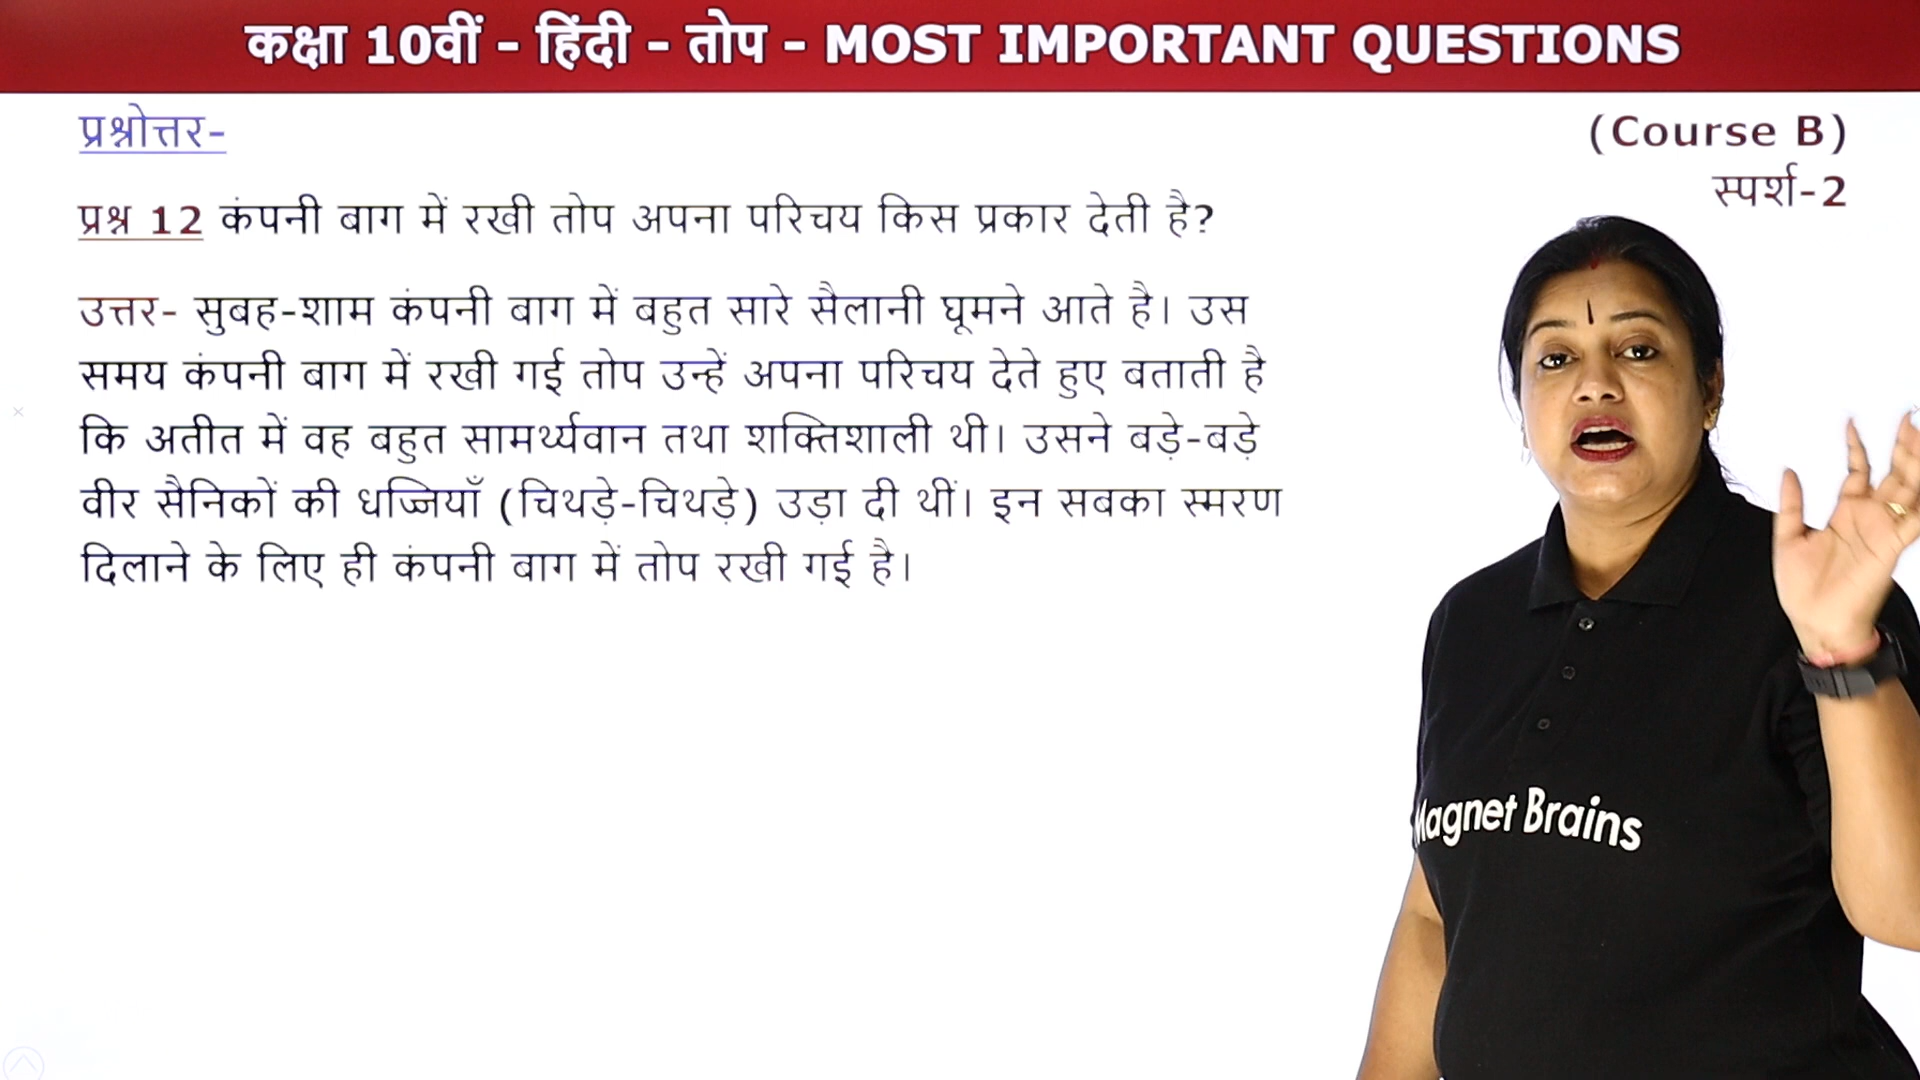 कक्षा 10वीं - हिंदी - तोप - MOST IMPORTANT QUESTIONS
प्रश्नोत्तर-
(Course B)
स्पर्श-2
प्रश्न 12 कंपनी बाग में रखी तोप अपना परिचय किस प्रकार देती है?
उत्तर- सुबह-शाम कंपनी बाग में बहुत सारे सैलानी घूमने आते है। उस
समय कंपनी बाग में रखी गई तोप उन्हें अपना परिचय देते हुए बताती है
कि अतीत में वह बहुत सामर्थ्यवान तथा शक्तिशाली थी। उसने बड़े-बड़े
वीर सैनिकों की धज्जियाँ (चिथड़े-चिथड़े) उड़ा दी थीं। इन सबका स्मरण
दिलाने के लिए ही कंपनी बाग में तोप रखी गई है।
Magnet Brains